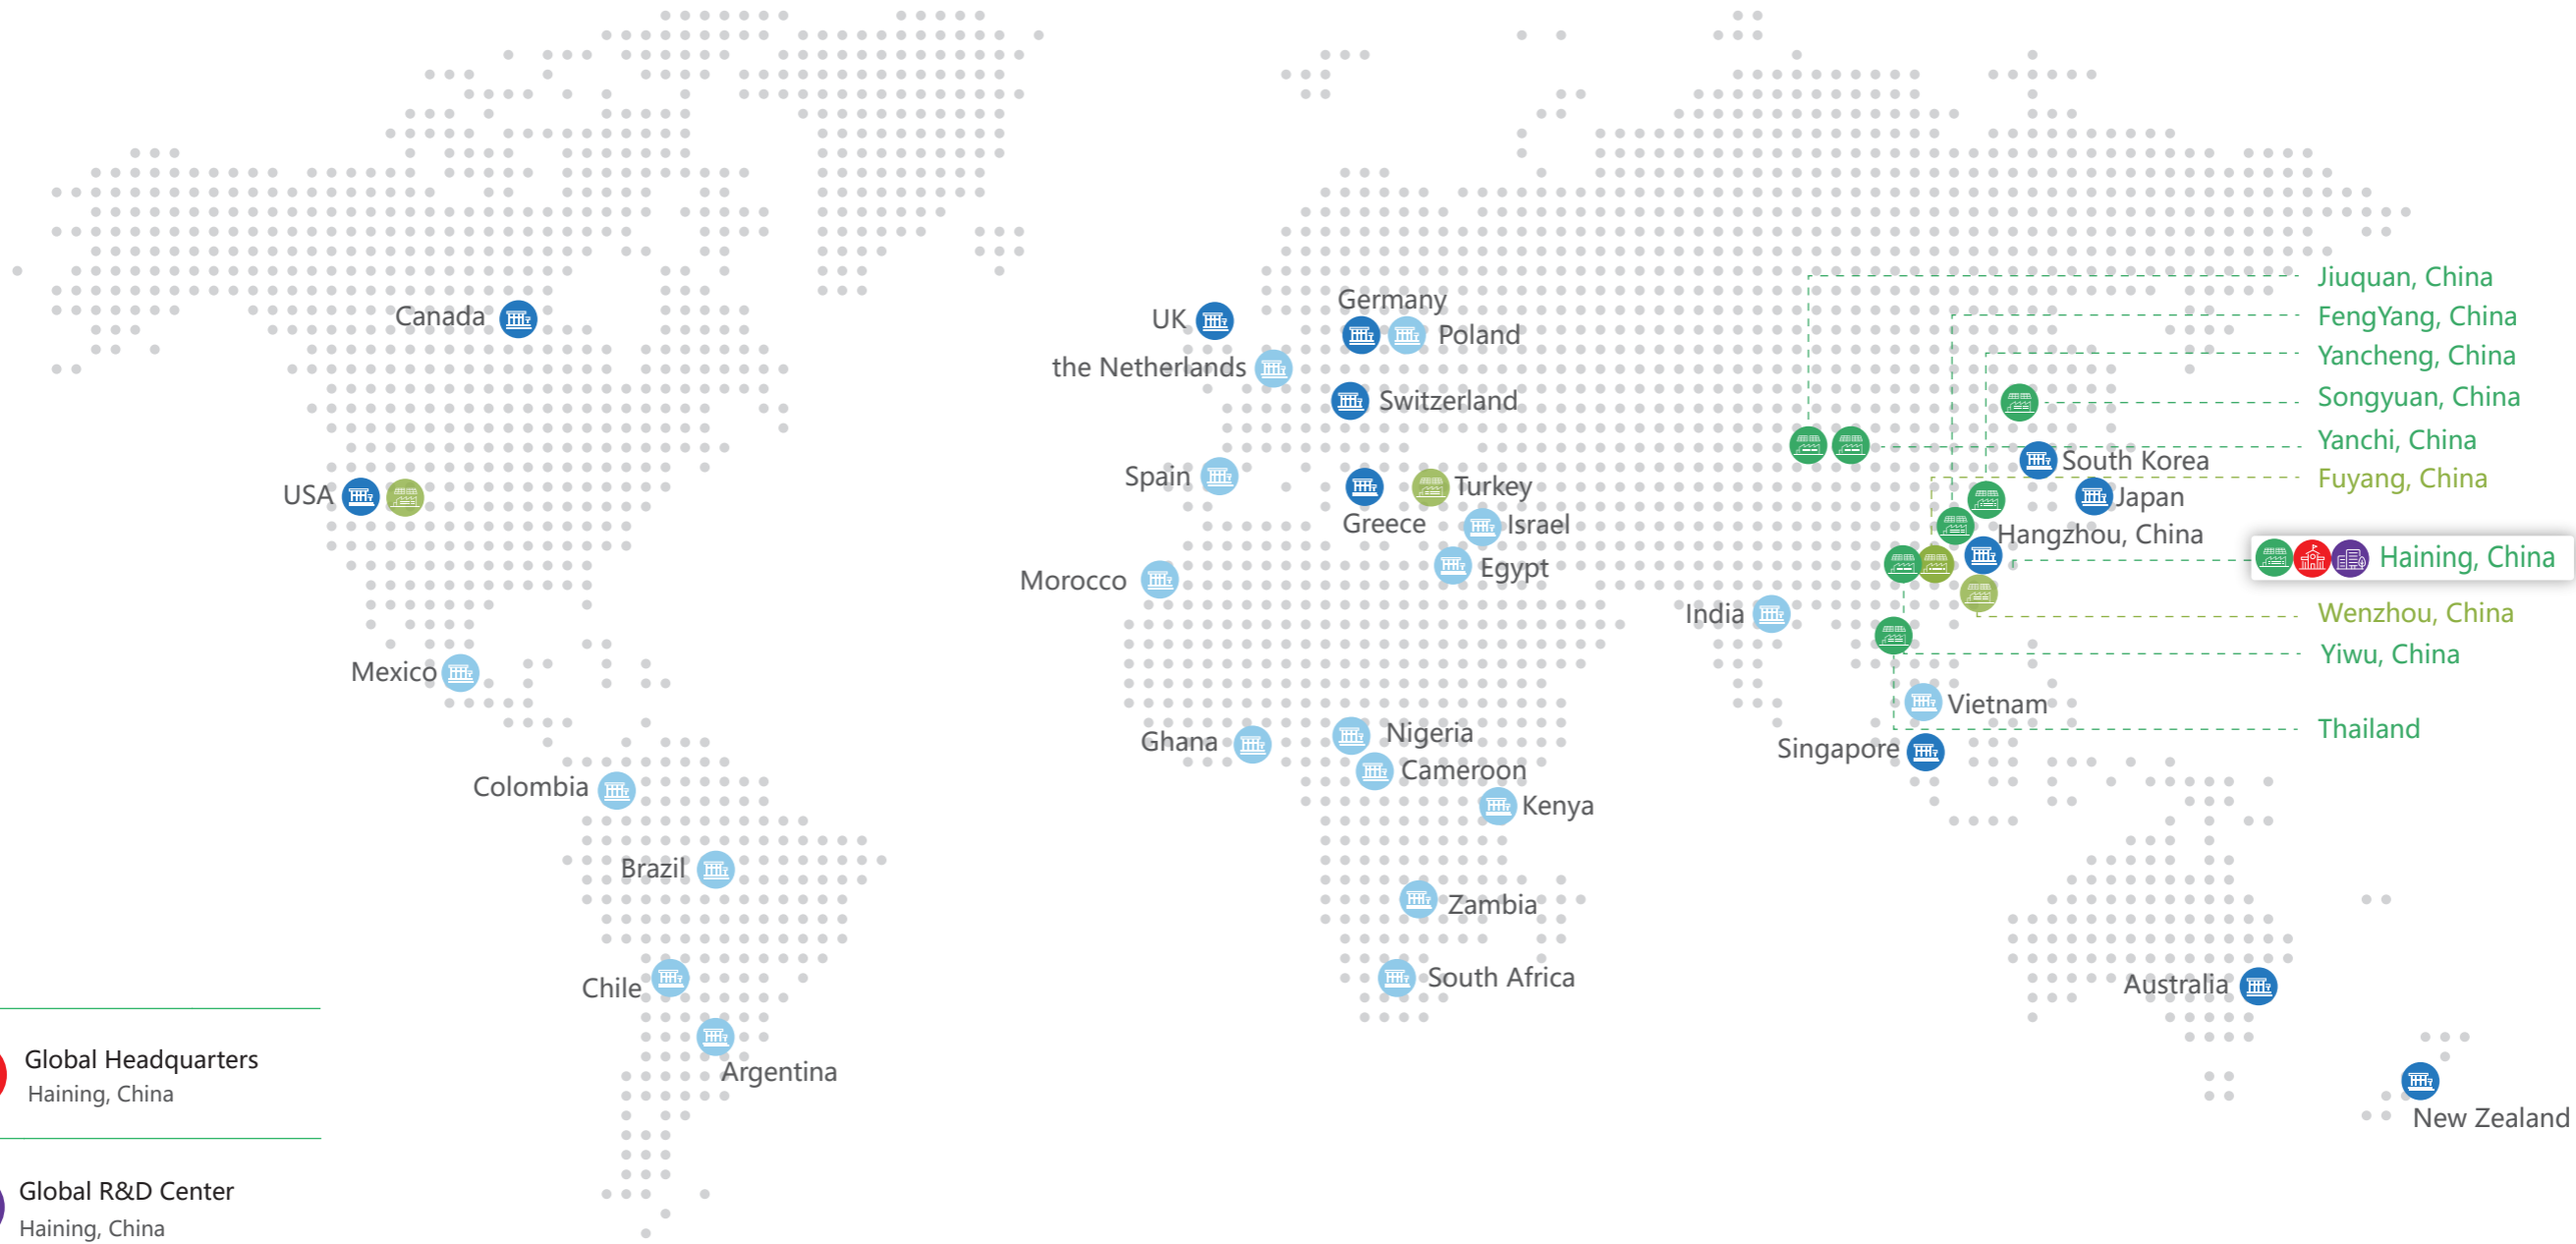 Jiuquan, China
Germany
Canada
UK
FengYang, China
Poland
Yancheng, China
the Netherlands
Switzerland
Songyuan, China
Yanchi, China
South Korea
Spain
Fuyang, China
USA
Turkey
Japan
Greece
Israel
Hangzhou, China
Haining, China
Egypt
Morocco
India
Wenzhou, China
Yiwu, China
Mexico
Vietnam
Thailand
Nigeria
Ghana
Singapore
Cameroon
Colombia
Kenya
Brazil
Zambia
South Africa
Chile
Australia
Argentina
New Zealand
Global Headquarters
Haining, China
Global R&D Center
Haining, China